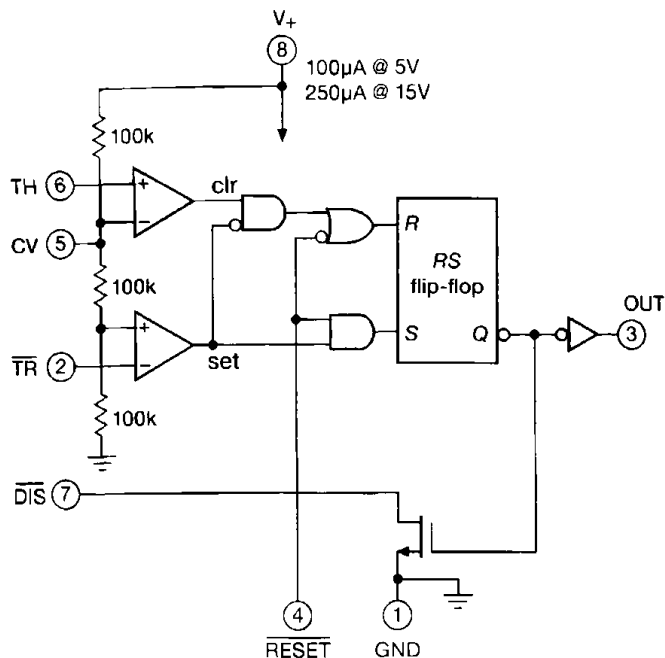 V+
8
100µA @ 5V
250µA @ 15V
100k
TH 6
+
−
clr
CV 5
R
RS
flip-flop
100k
OUT
+
−
S
Q
3
TR 2
set
100k
DIS 7
4
1
RESET
GND